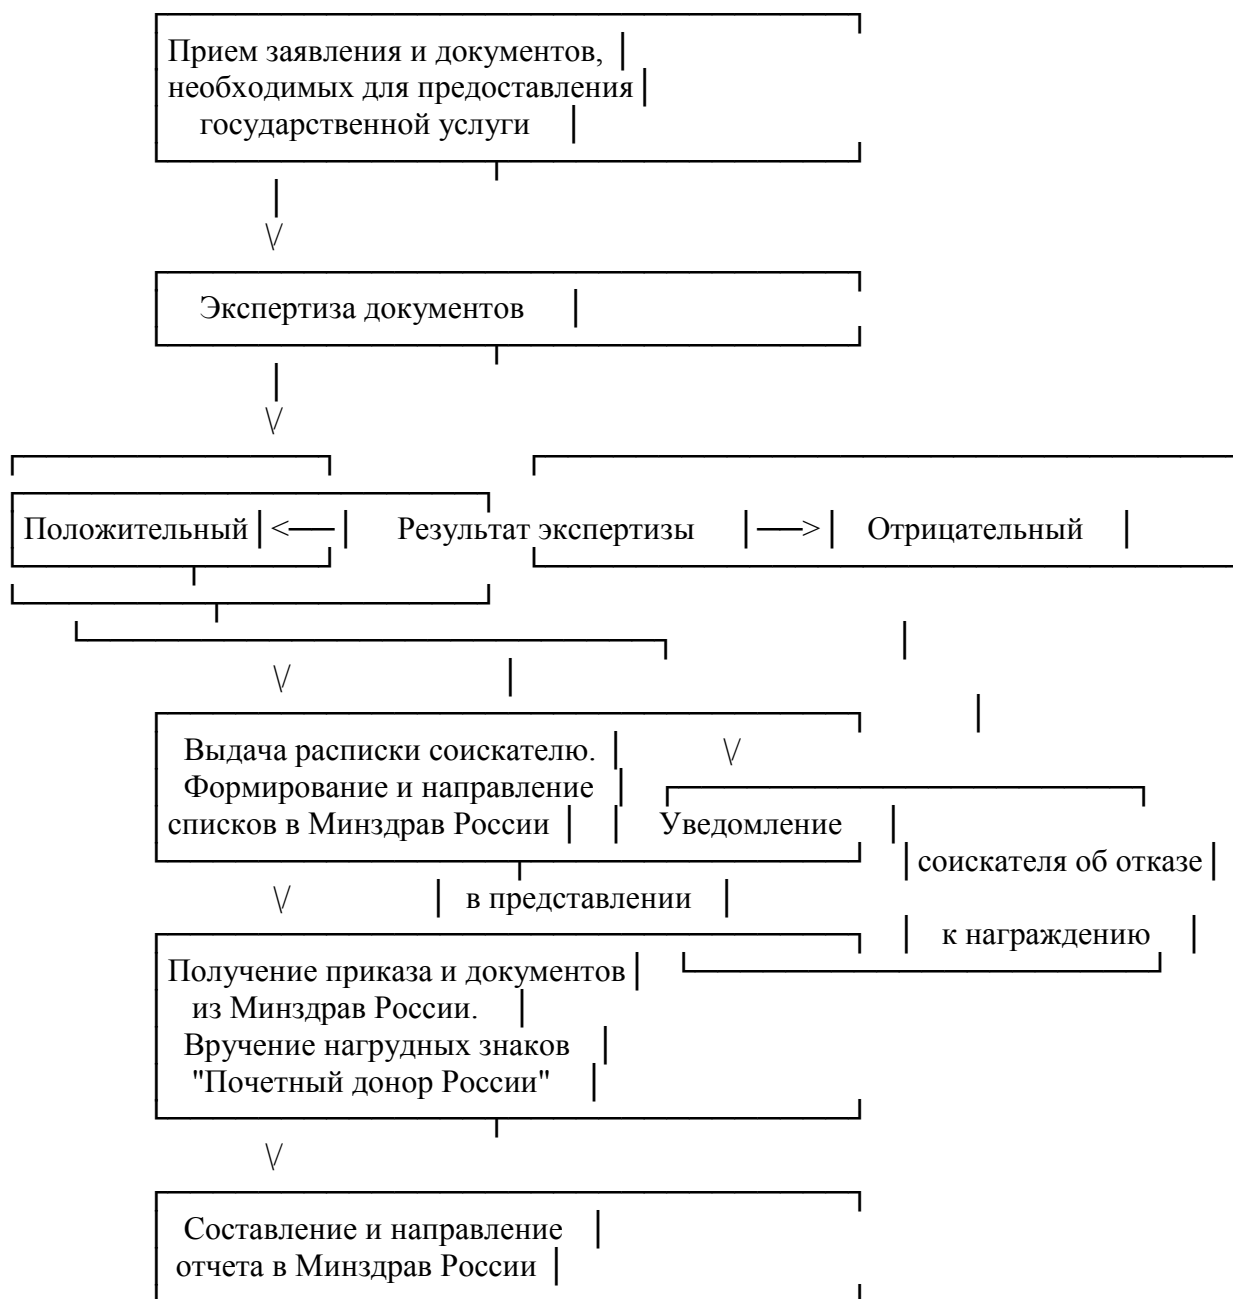 Прием заявления и документов,
необходимых для предоставления
государственной услуги
Экспертиза документов
Положительный <── Результат экспертизы ──> Отрицательный
Выдача расписки соискателю.
Формирование и направление
списков в Минздрав России Уведомление
соискателя об отказе
в представлении
к награждению
Получение приказа и документов
из Минздрав России.
Вручение нагрудных знаков
"Почетный донор России"
Составление и направление
отчета в Минздрав России